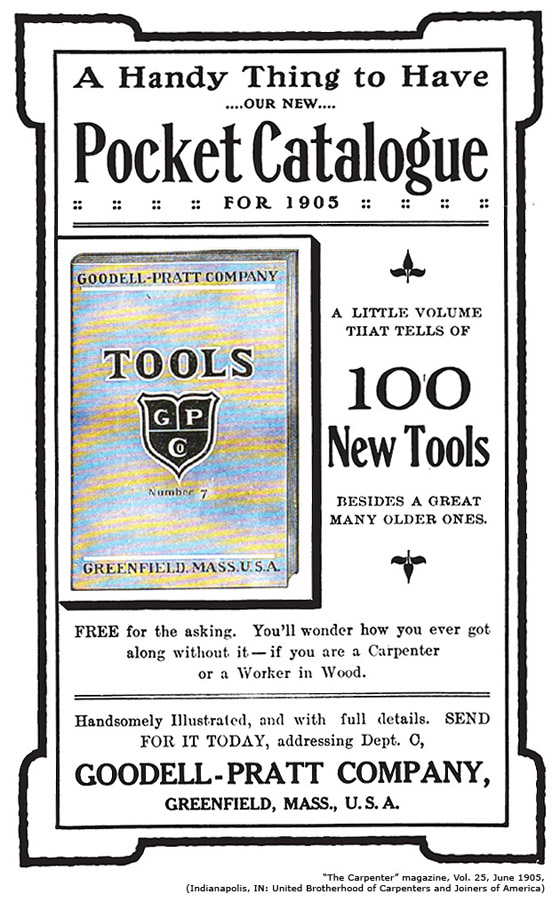 A Handy Thing to Have
....OUR NEW....
Pocket Catalogue
:: :: :: :: FOR 1905 :: :: :: ::
GOODELL-PRATT COMPANY
TOOLS
G P
Co
Number 7
GREENFIELD, MASS, U.S.A.
A LITTLE VOLUME
THAT TELLS OF
100
New Tools
BESIDES A GREAT
MANY OLDER ONES.
FREE for the asking. You'll wonder how you ever got
along without it — if you are a Carpenter
or a Worker in Wood.
Handsomely Illustrated, and with full details. SEND
FOR IT TODAY, addressing Dept. C,
GOODELL-PRATT COMPANY,
GREENFIELD, MASS., U. S. A.
"The Carpenter" magazine, Vol. 25, June 1905,
(Indianapolis, IN: United Brotherhood of Carpenters and Joiners of America)